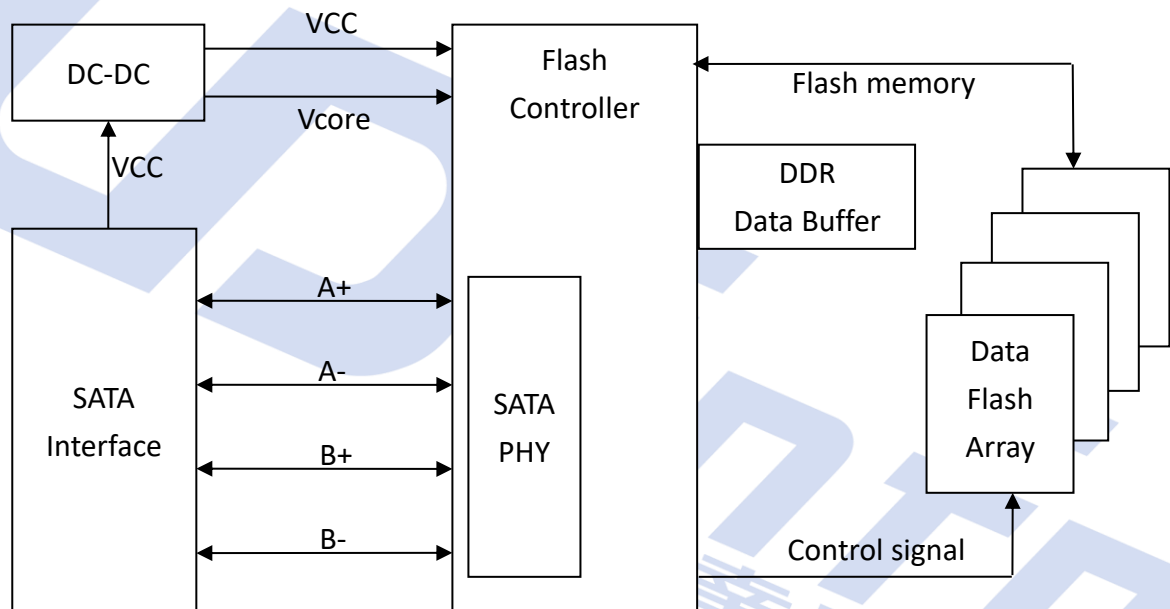 VCC
DC-DC
Vcore
VCC
Flash
Controller
Flash memory
DDR
Data Buffer
SATA
Interface
A+
A-
B+
B-
SATA
PHY
Data
Flash
Array
Control signal